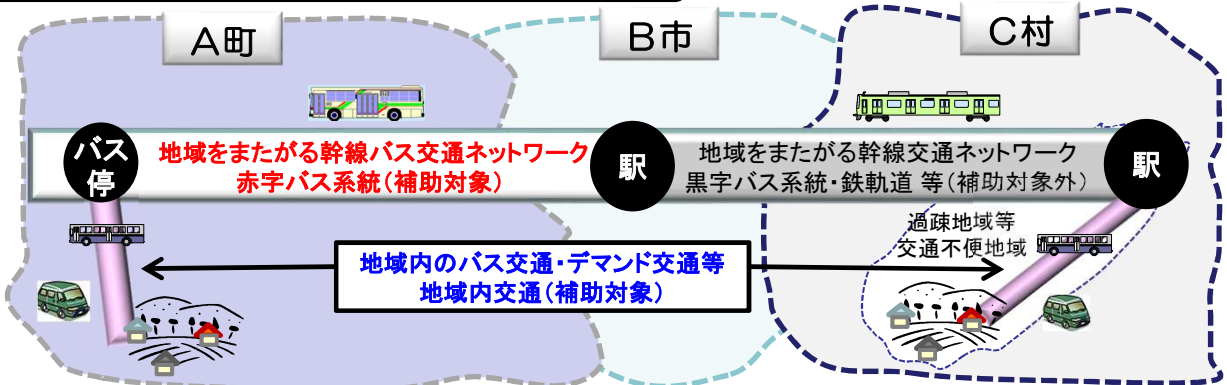 A町
B市
C村
バス停
地域をまたがる幹線バス交通ネットワーク
赤字バス系統(補助対象)
駅
地域をまたがる幹線交通ネットワーク
黒字バス系統・鉄軌道 等(補助対象外)
駅
過疎地域等
交通不便地域
地域内のバス交通・デマンド交通等
地域内交通(補助対象)